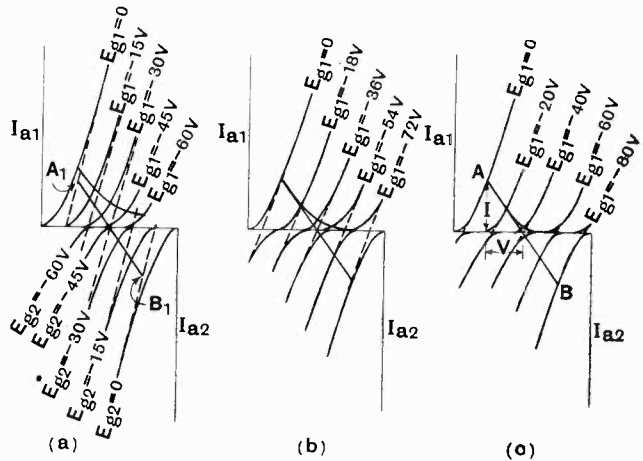 Eg1=0
Eg1=-15V
Eg1=-30V
Eg1=-45V
Eg1=-60V
Ia1
A1
B1
Ia2
Eg2=-60V
Eg2=-45V
Eg2=-30V
Eg2=-15V
Eg2=0
(a)
Eg1=0
Eg1=-18V
Eg1=-36V
Eg1=-54V
Eg1=-72V
Ia1
Ia2
(b)
Eg1=0
Eg1=-20V
Eg1=-40V
Eg1=-60V
Eg1=-80V
Ia1
A
I
V
B
Ia2
(c)